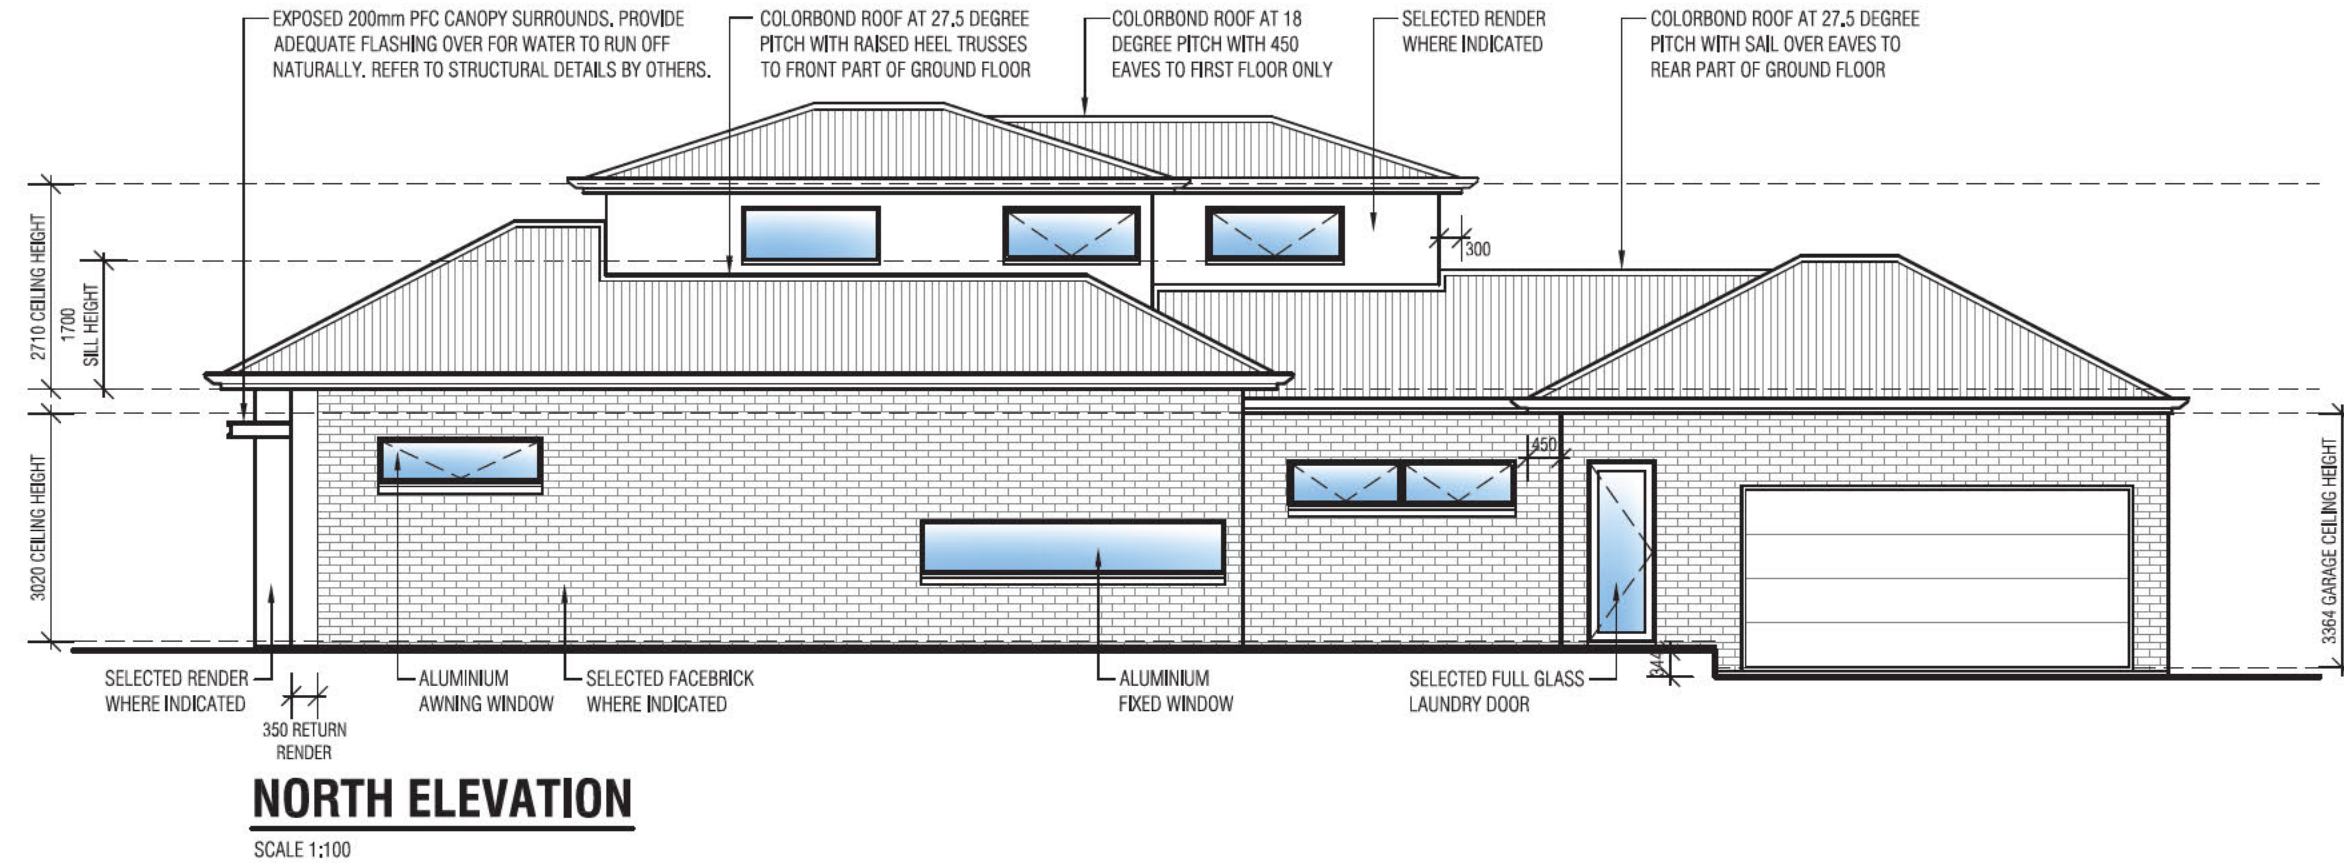 EXPOSED 200mm PFC CANOPY SURROUNDS. PROVIDE
ADEQUATE FLASHING OVER FOR WATER TO RUN OFF
NATURALLY. REFER TO STRUCTURAL DETAILS BY OTHERS.
COLORBOND ROOF AT 27.5 DEGREE
PITCH WITH RAISED HEEL TRUSSES
TO FRONT PART OF GROUND FLOOR
COLORBOND ROOF AT 18
DEGREE PITCH WITH 450
EAVES TO FIRST FLOOR ONLY
SELECTED RENDER
WHERE INDICATED
COLORBOND ROOF AT 27.5 DEGREE
PITCH WITH SAIL OVER EAVES TO
REAR PART OF GROUND FLOOR
2710 CEILING HEIGHT
1700
SILL HEIGHT
300
3020 CEILING HEIGHT
450
3364 GARAGE CEILING HEIGHT
344
SELECTED RENDER
WHERE INDICATED
350 RETURN
RENDER
ALUMINIUM
AWNING WINDOW
SELECTED FACEBRICK
WHERE INDICATED
ALUMINIUM
FIXED WINDOW
SELECTED FULL GLASS
LAUNDRY DOOR
NORTH ELEVATION
SCALE 1:100